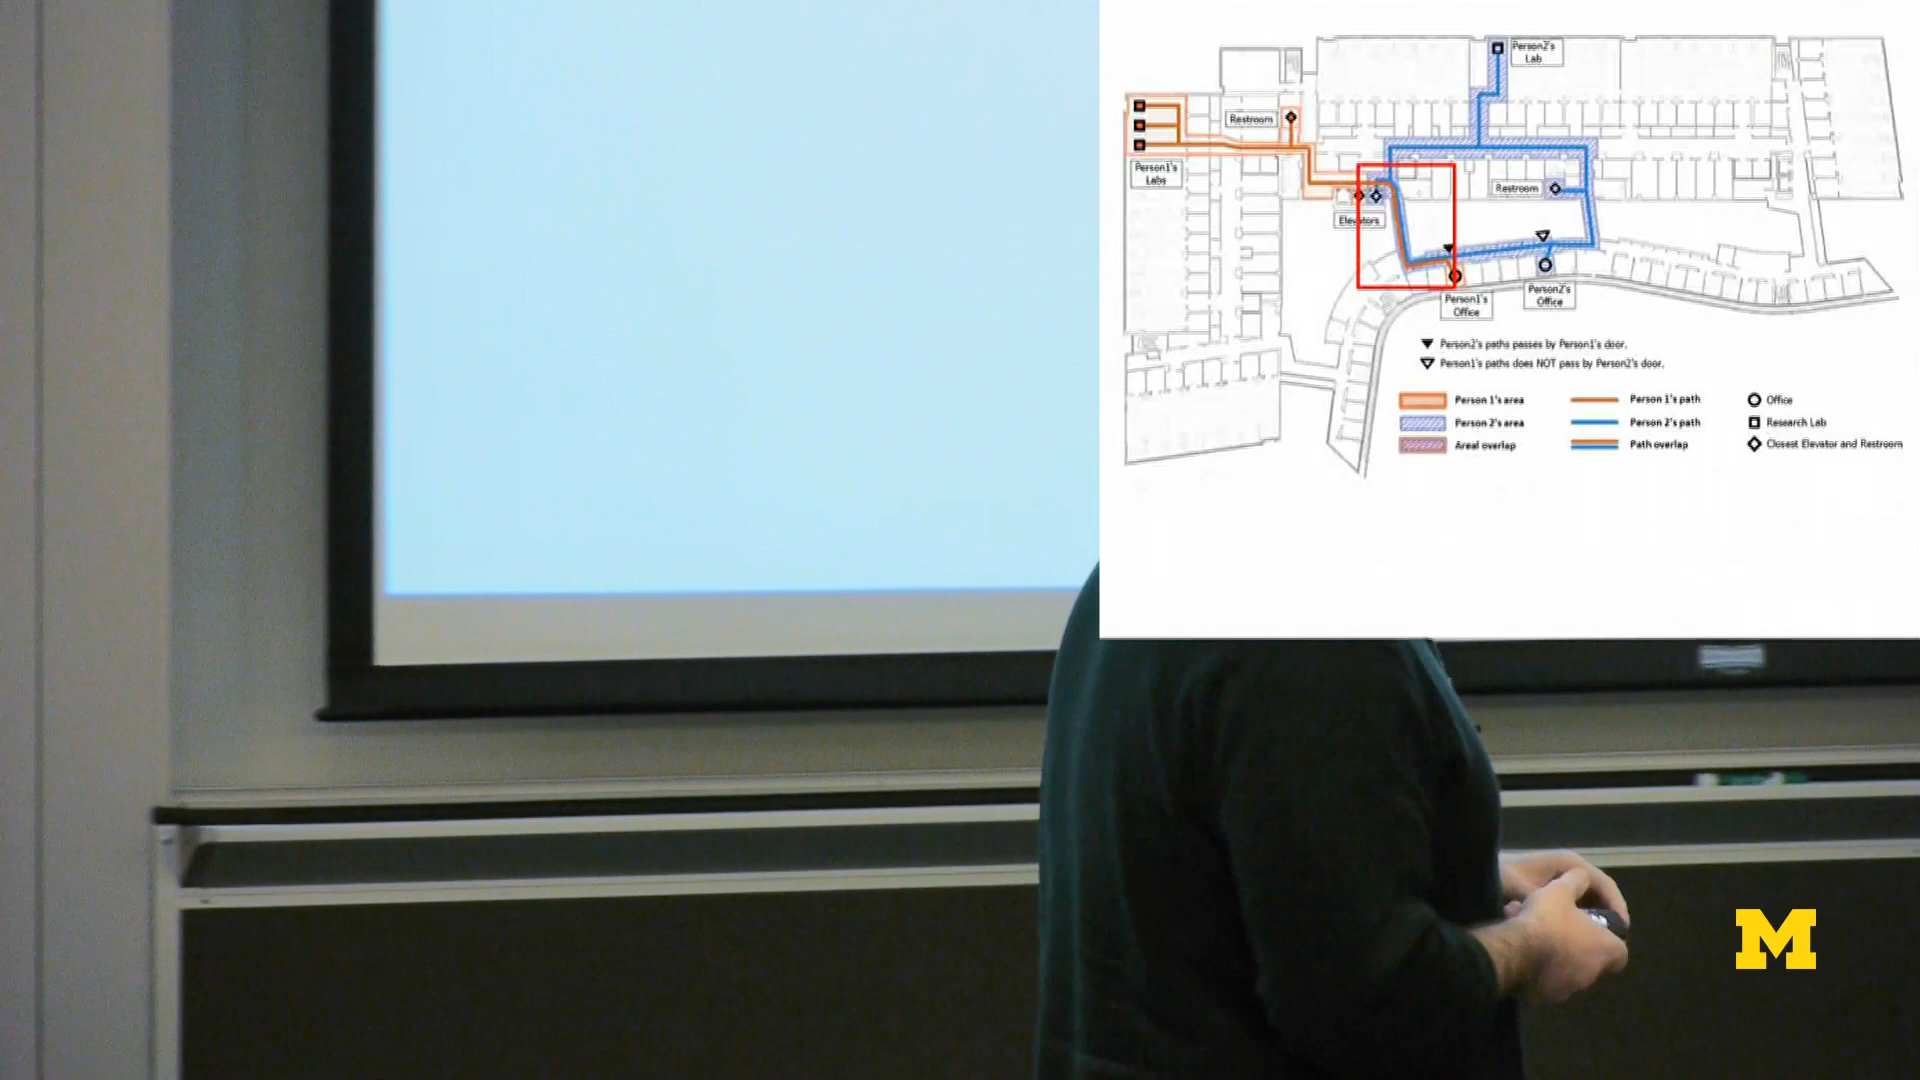 Person2's
Lab
Restroom
Person1's
Labs
Restroom
Elevators
Person1's
Office
Person2's
Office
Person2's paths passes by Person1's door.
Person1's paths does NOT pass by Person2's door.
Person 1's area
Person 1's path
Office
Person 2's area
Person 2's path
Research Lab
Areal overlap
Path overlap
Closest Elevator and Restroom
M